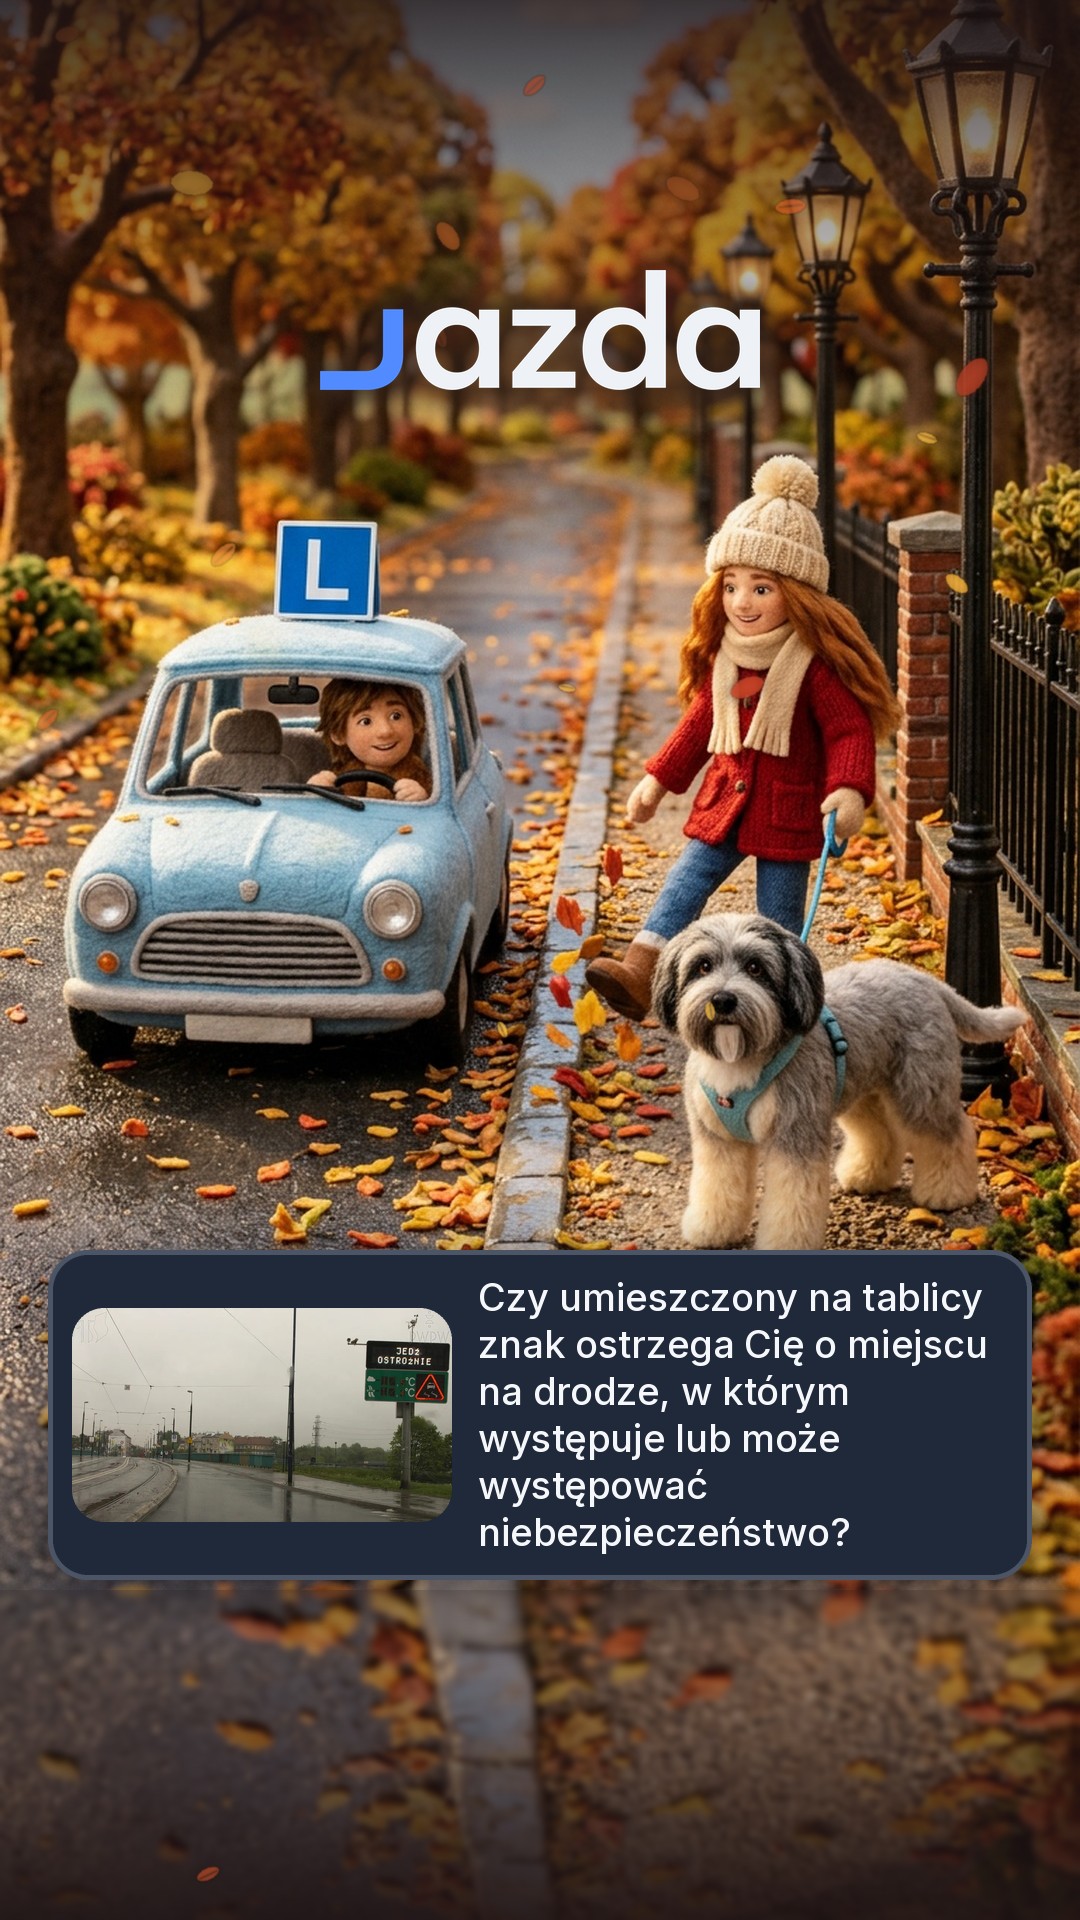 L
Jazda
JEDŹ
OSTROŻNIE
°C
°C
Czy umieszczony na tablicy
znak ostrzega Cię o miejscu
na drodze, w którym
występuje lub może
występować
niebezpieczeństwo?